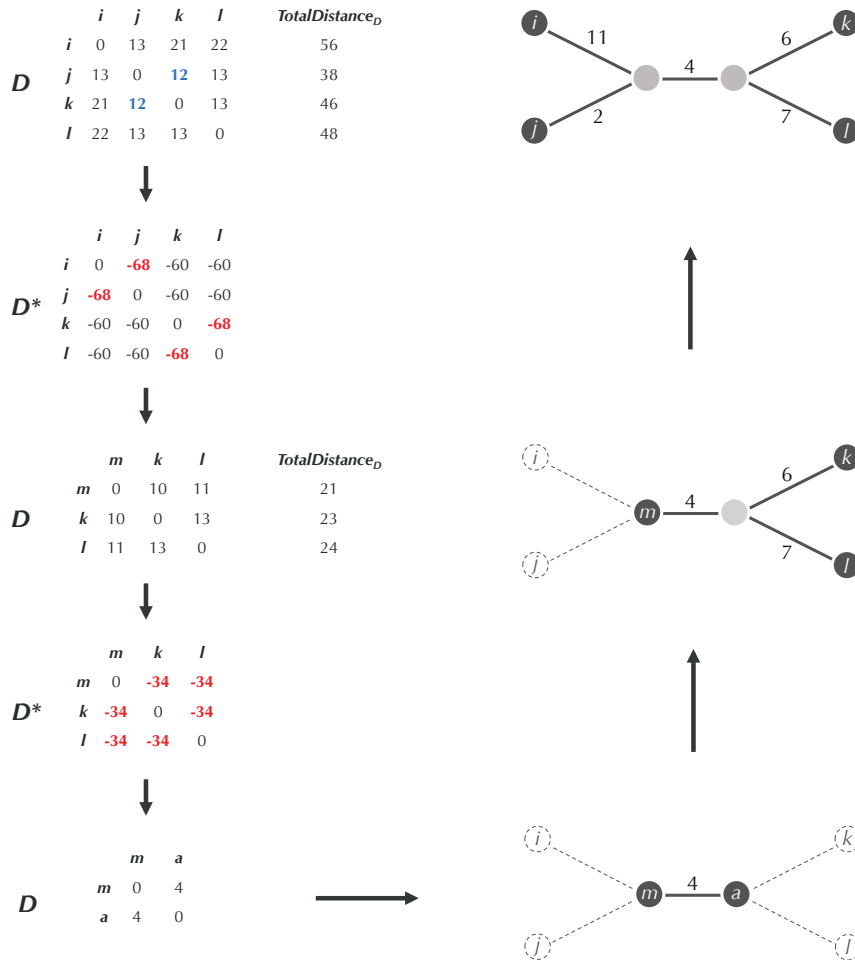 i j k l TotalDistance_D
i 0 13 21 22 56
j 13 0 12 13 38
D
k 21 12 0 13 46
l 22 13 13 0 48
i j k l
i 0 -68 -60 -60
j -68 0 -60 -60
D*
k -60 -60 0 -68
l -60 -60 -68 0
m k l TotalDistance_D
m 0 10 11 21
D k 10 0 13 23
l 11 13 0 24
m k l
m 0 -34 -34
D* k -34 0 -34
l -34 -34 0
m a
m 0 4
D
a 4 0
i k
11 4 6
2 7
j l
i k
6
m 4
7
j l
i k
m 4 a
j l